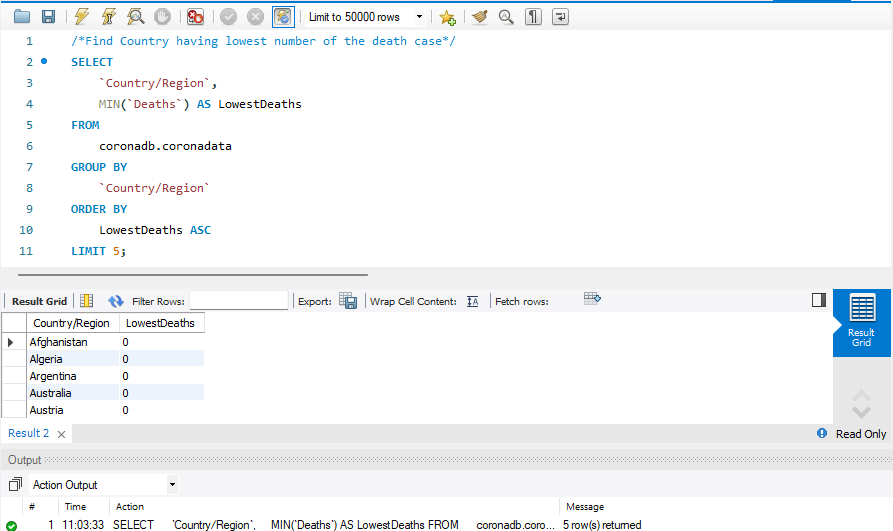 Limit to 50000 rows
1 /*Find Country having lowest number of the death case*/
2 SELECT
3 `Country/Region`,
4 MIN(`Deaths`) AS LowestDeaths
5 FROM
6 coronadb.coronadata
7 GROUP BY
8 `Country/Region`
9 ORDER BY
10 LowestDeaths ASC
11 LIMIT 5;
Result Grid Filter Rows: Export: Wrap Cell Content: IA Fetch rows:
Country/Region LowestDeaths
Afghanistan 0
Algeria 0
Argentina 0
Australia 0
Austria 0
Result
Grid
Result 2 Read Only
Output
Action Output
# Time Action Message
1 11:03:33 SELECT `Country/Region`, MIN(`Deaths`) AS LowestDeaths FROM coronadb.coro... 5 row(s) returned